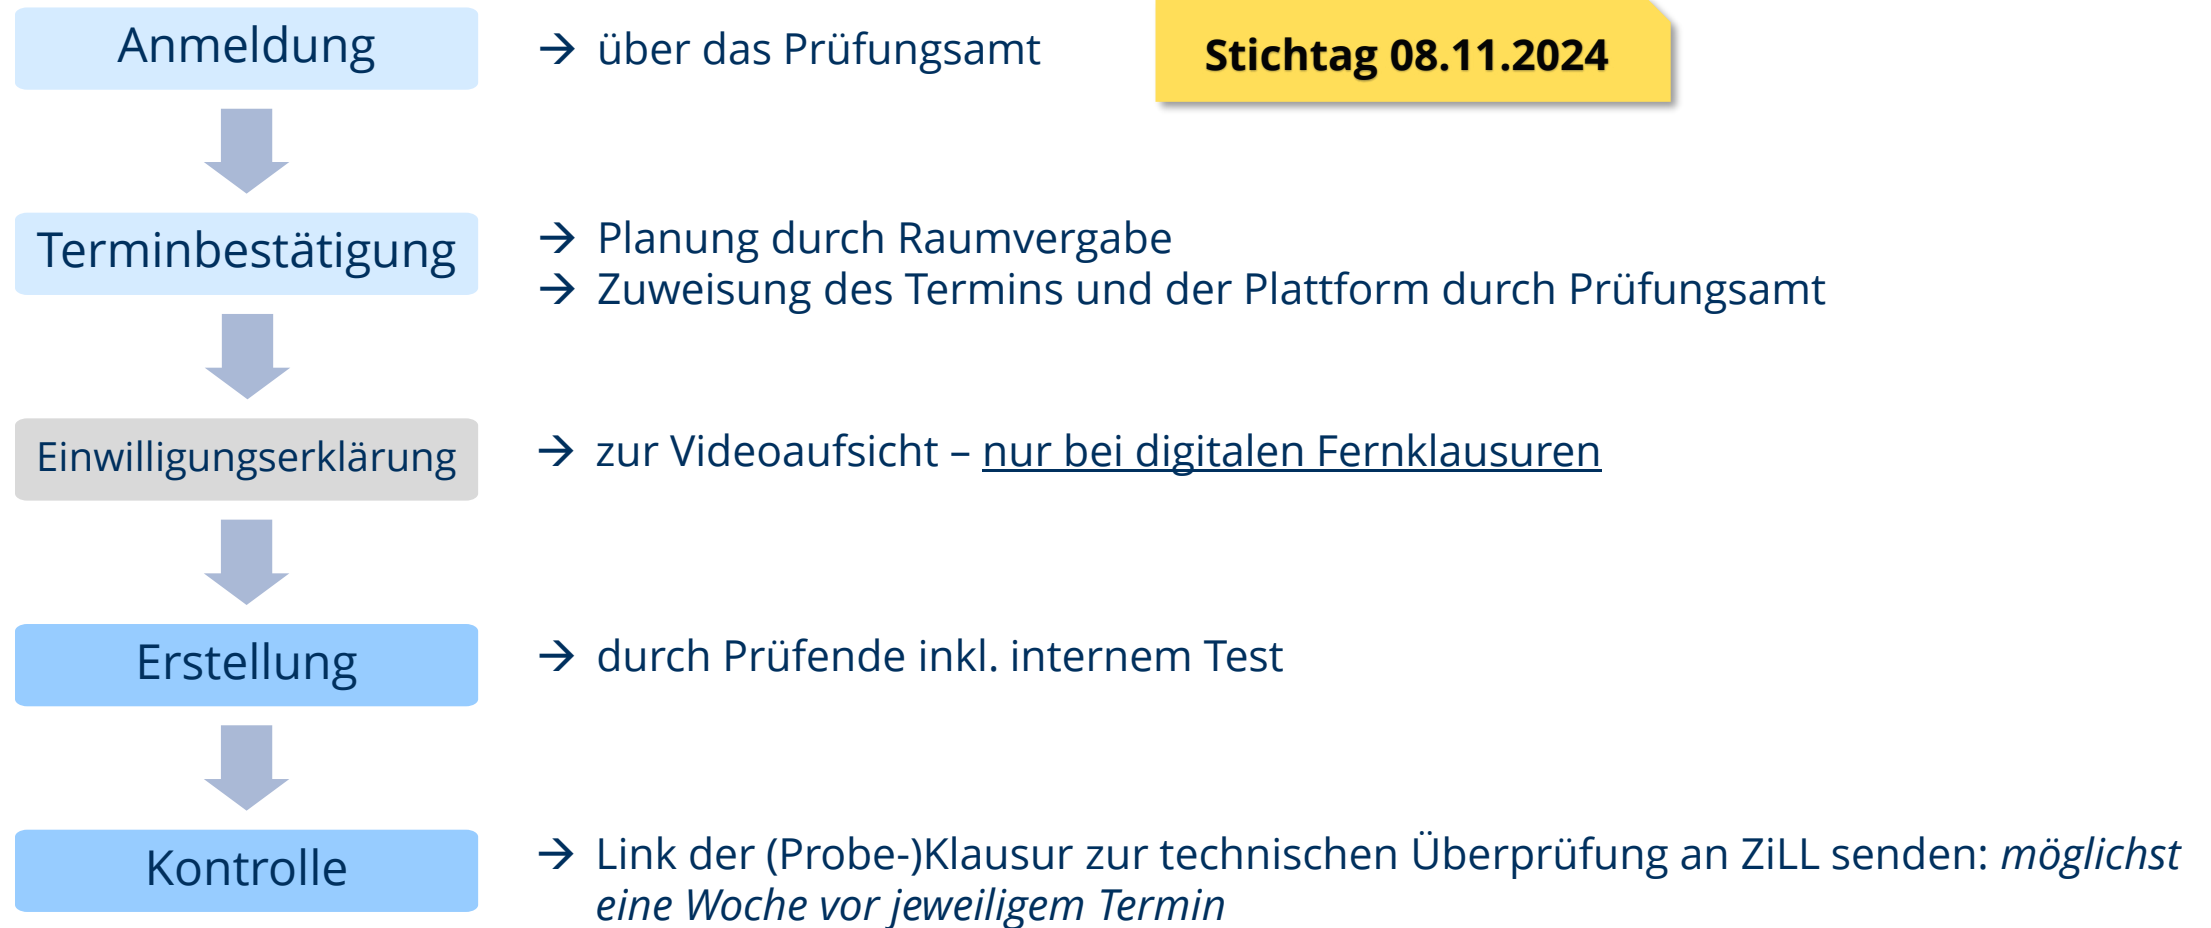 Anmeldung
→ über das Prüfungsamt
Stichtag 08.11.2024
Terminbestätigung
→ Planung durch Raumvergabe
→ Zuweisung des Termins und der Plattform durch Prüfungsamt
Einwilligungserklärung
→ zur Videoaufsicht – nur bei digitalen Fernklausuren
Erstellung
→ durch Prüfende inkl. internem Test
Kontrolle
→ Link der (Probe-)Klausur zur technischen Überprüfung an ZiLL senden: möglichst
eine Woche vor jeweiligem Termin